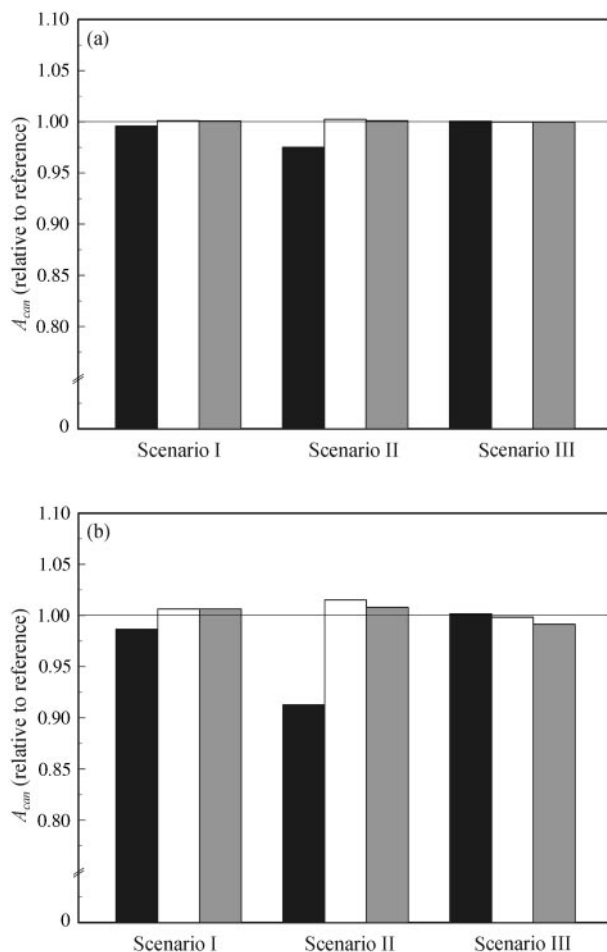 (a)
1.10
1.05
1.00
0.95
0.90
0.85
0.80
0
A_can (relative to reference)
Scenario I Scenario II Scenario III
(b)
1.10
1.05
1.00
0.95
0.90
0.85
0.80
0
A_can (relative to reference)
Scenario I Scenario II Scenario III